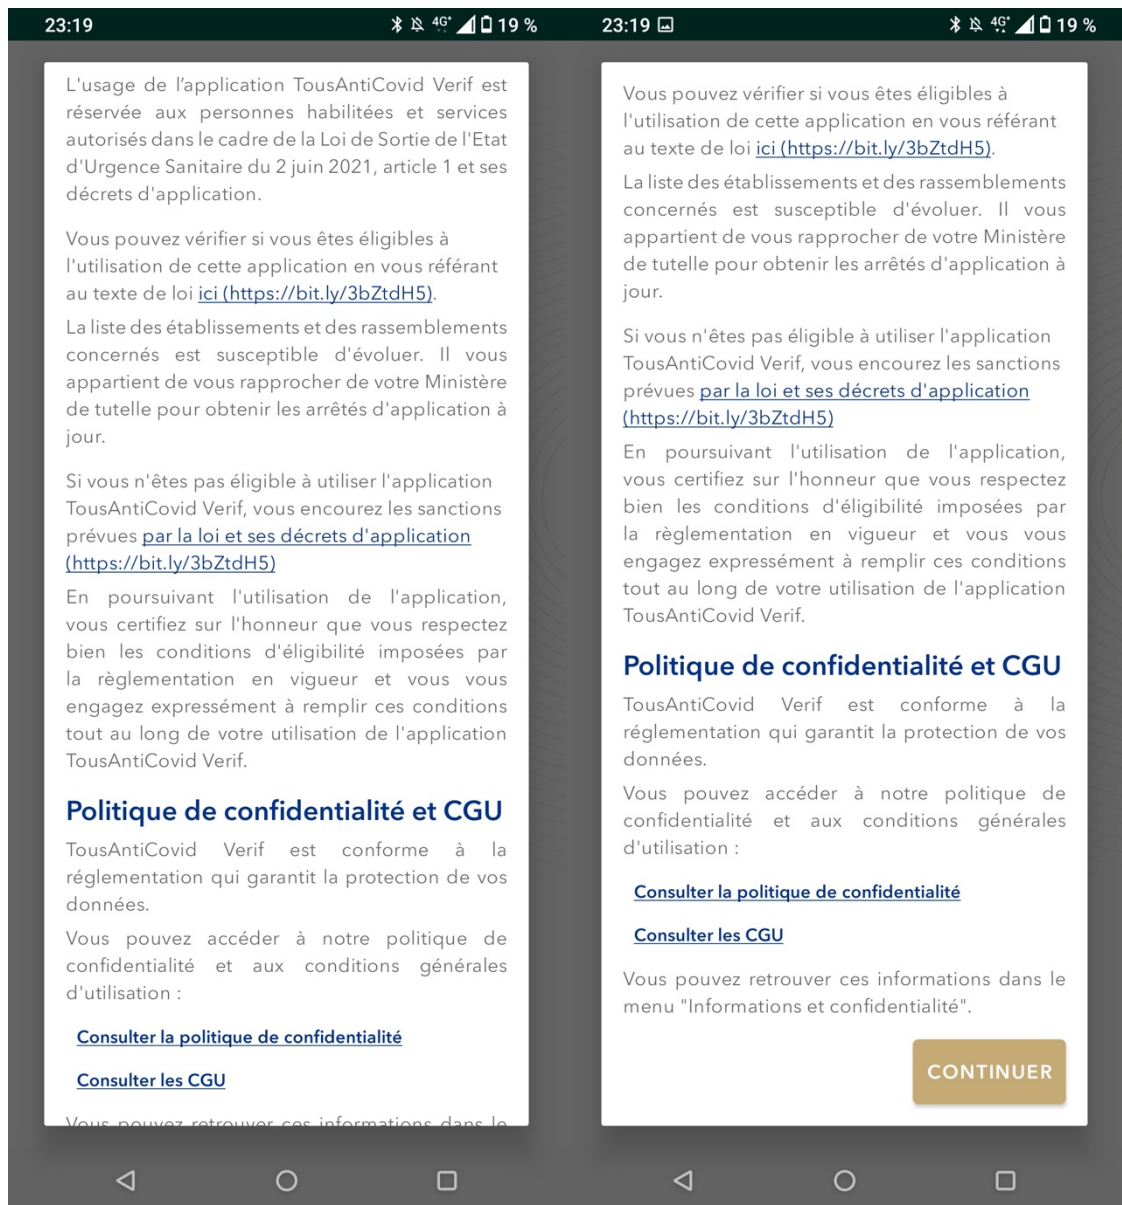 23:19
4G+ 19 %
L'usage de l’application TousAntiCovid Verif est
réservée aux personnes habilitées et services
autorisés dans le cadre de la Loi de Sortie de l'Etat
d'Urgence Sanitaire du 2 juin 2021, article 1 et ses
décrets d'application.
Vous pouvez vérifier si vous êtes éligibles à
l'utilisation de cette application en vous référant
au texte de loi ici (https://bit.ly/3bZtdH5).
La liste des établissements et des rassemblements
concernés est susceptible d'évoluer. Il vous
appartient de vous rapprocher de votre Ministère
de tutelle pour obtenir les arrêtés d'application à
jour.
Si vous n'êtes pas éligible à utiliser l'application
TousAntiCovid Verif, vous encourez les sanctions
prévues par la loi et ses décrets d'application
(https://bit.ly/3bZtdH5)
En poursuivant l'utilisation de l'application,
vous certifiez sur l'honneur que vous respectez
bien les conditions d'éligibilité imposées par
la règlementation en vigueur et vous vous
engagez expressément à remplir ces conditions
tout au long de votre utilisation de l'application
TousAntiCovid Verif.
Politique de confidentialité et CGU
TousAntiCovid Verif est conforme à la
réglementation qui garantit la protection de vos
données.
Vous pouvez accéder à notre politique de
confidentialité et aux conditions générales
d'utilisation :
Consulter la politique de confidentialité
Consulter les CGU
Vous pouvez retrouver ces informations dans le
23:19
4G+ 19 %
Vous pouvez vérifier si vous êtes éligibles à
l'utilisation de cette application en vous référant
au texte de loi ici (https://bit.ly/3bZtdH5).
La liste des établissements et des rassemblements
concernés est susceptible d'évoluer. Il vous
appartient de vous rapprocher de votre Ministère
de tutelle pour obtenir les arrêtés d'application à
jour.
Si vous n'êtes pas éligible à utiliser l'application
TousAntiCovid Verif, vous encourez les sanctions
prévues par la loi et ses décrets d'application
(https://bit.ly/3bZtdH5)
En poursuivant l'utilisation de l'application,
vous certifiez sur l'honneur que vous respectez
bien les conditions d'éligibilité imposées par
la règlementation en vigueur et vous vous
engagez expressément à remplir ces conditions
tout au long de votre utilisation de l'application
TousAntiCovid Verif.
Politique de confidentialité et CGU
TousAntiCovid Verif est conforme à la
réglementation qui garantit la protection de vos
données.
Vous pouvez accéder à notre politique de
confidentialité et aux conditions générales
d'utilisation :
Consulter la politique de confidentialité
Consulter les CGU
Vous pouvez retrouver ces informations dans le
menu "Informations et confidentialité".
CONTINUER